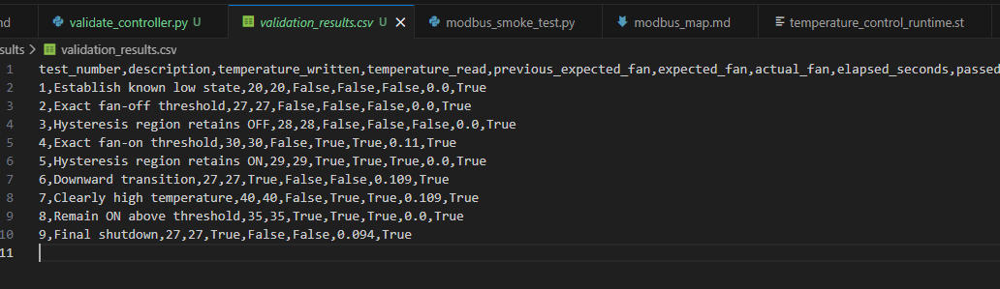 nd validate_controller.py U validation_results.csv U modbus_smoke_test.py modbus_map.md temperature_control_runtime.st
sults > validation_results.csv
1 test_number,description,temperature_written,temperature_read,previous_expected_fan,expected_fan,actual_fan,elapsed_seconds,passed
2 1,Establish known low state,20,20,False,False,False,0.0,True
3 2,Exact fan-off threshold,27,27,False,False,False,0.0,True
4 3,Hysteresis region retains OFF,28,28,False,False,False,0.0,True
5 4,Exact fan-on threshold,30,30,False,True,True,0.11,True
6 5,Hysteresis region retains ON,29,29,True,True,True,0.0,True
7 6,Downward transition,27,27,True,False,False,0.109,True
8 7,Clearly high temperature,40,40,False,True,True,0.109,True
9 8,Remain ON above threshold,35,35,True,True,True,0.0,True
10 9,Final shutdown,27,27,True,False,False,0.094,True
11